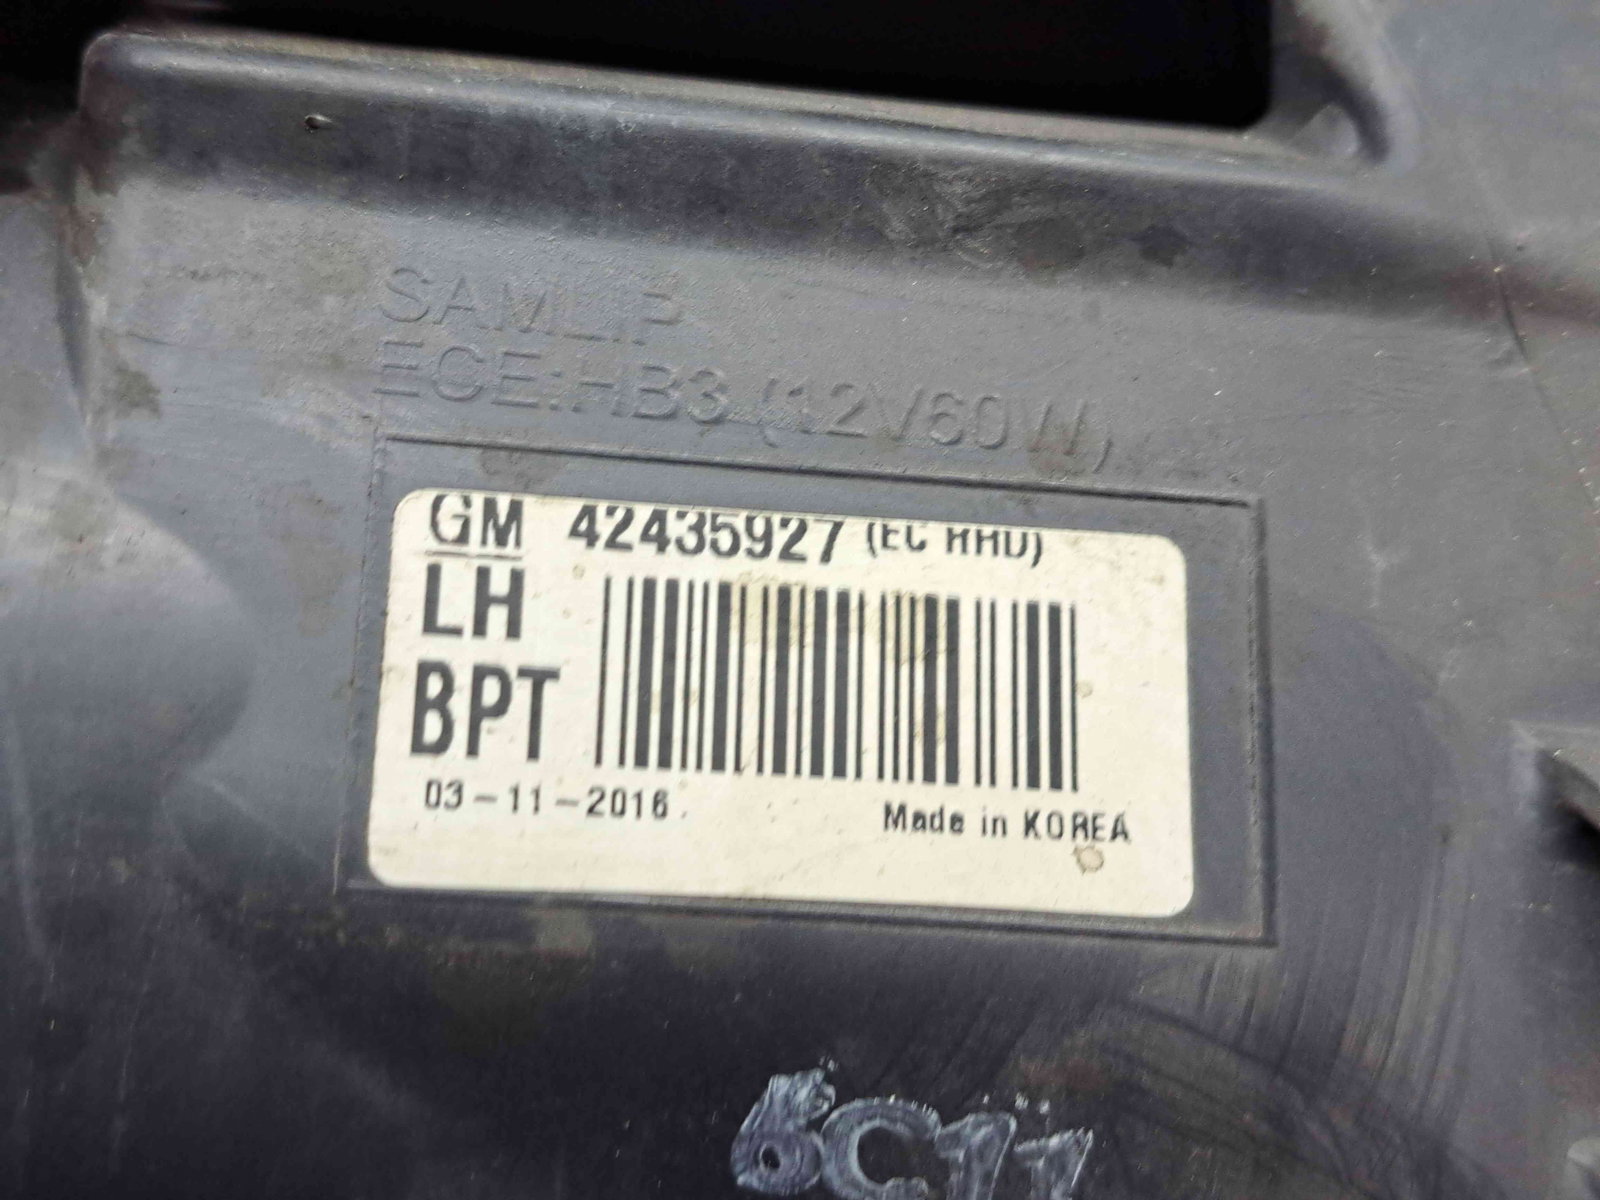 SAMLIP
ECE:HB3 (12V60W)
GM 42435927 (EC RHD)
LH
BPT
03-11-2016
Made in KOREA
6C11